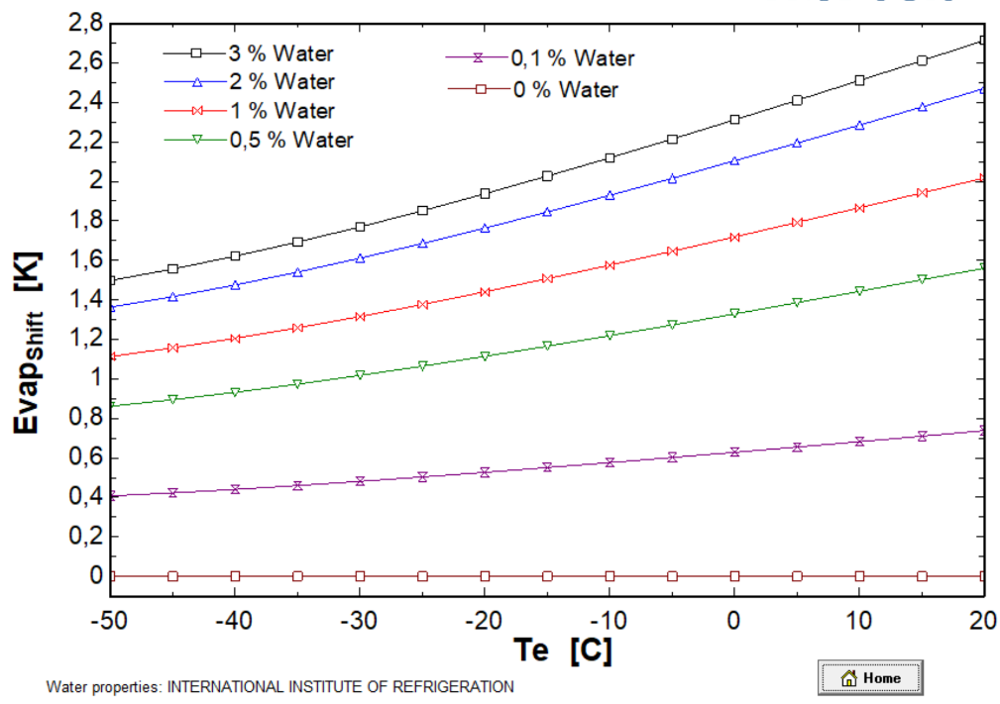 2,8
2,6
2,4
2,2
2
1,8
1,6
1,4
1,2
1
0,8
0,6
0,4
0,2
0
Evap_Shift [K]
3 % Water
2 % Water
1 % Water
0,5 % Water
0,1 % Water
0 % Water
-50 -40 -30 -20 -10 0 10 20
Te [C]
Water properties: INTERNATIONAL INSTITUTE OF REFRIGERATION
Home